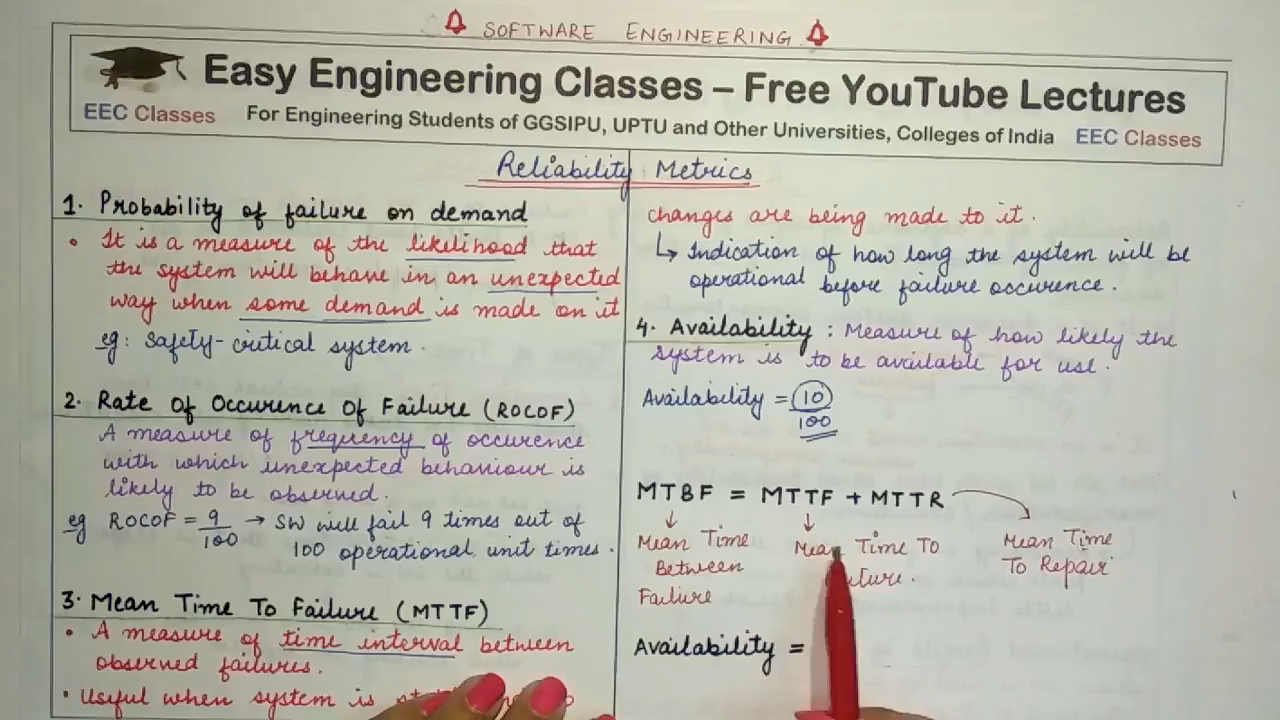 SOFTWARE ENGINEERING
Easy Engineering Classes – Free YouTube Lectures
EEC Classes For Engineering Students of GGSIPU, UPTU and Other Universities, Colleges of India EEC Classes
Reliability Metrics
1. Probability of failure on demand
• It is a measure of the likelihood that
the system will behave in an unexpected
way when some demand is made on it
eg: safety-critical system.
2. Rate Of Occurence Of Failure (ROCOF)
A measure of frequency of occurence
with which unexpected behaviour is
likely to be observed.
eg ROCOF = 9/100 → SW will fail 9 times out of
100 operational unit times.
3. Mean Time To Failure (MTTF)
• A measure of time interval between
observed failures.
• Useful when system is
changes are being made to it.
↳ Indication of how long the system will be
operational before failure occurence.
4. Availability : Measure of how likely the
system is to be available for use.
Availability = 10/100
MTBF = MTTF + MTTR
Mean Time
Between
Failure
Mean Time To
Mean Time
To Repair
Availability =